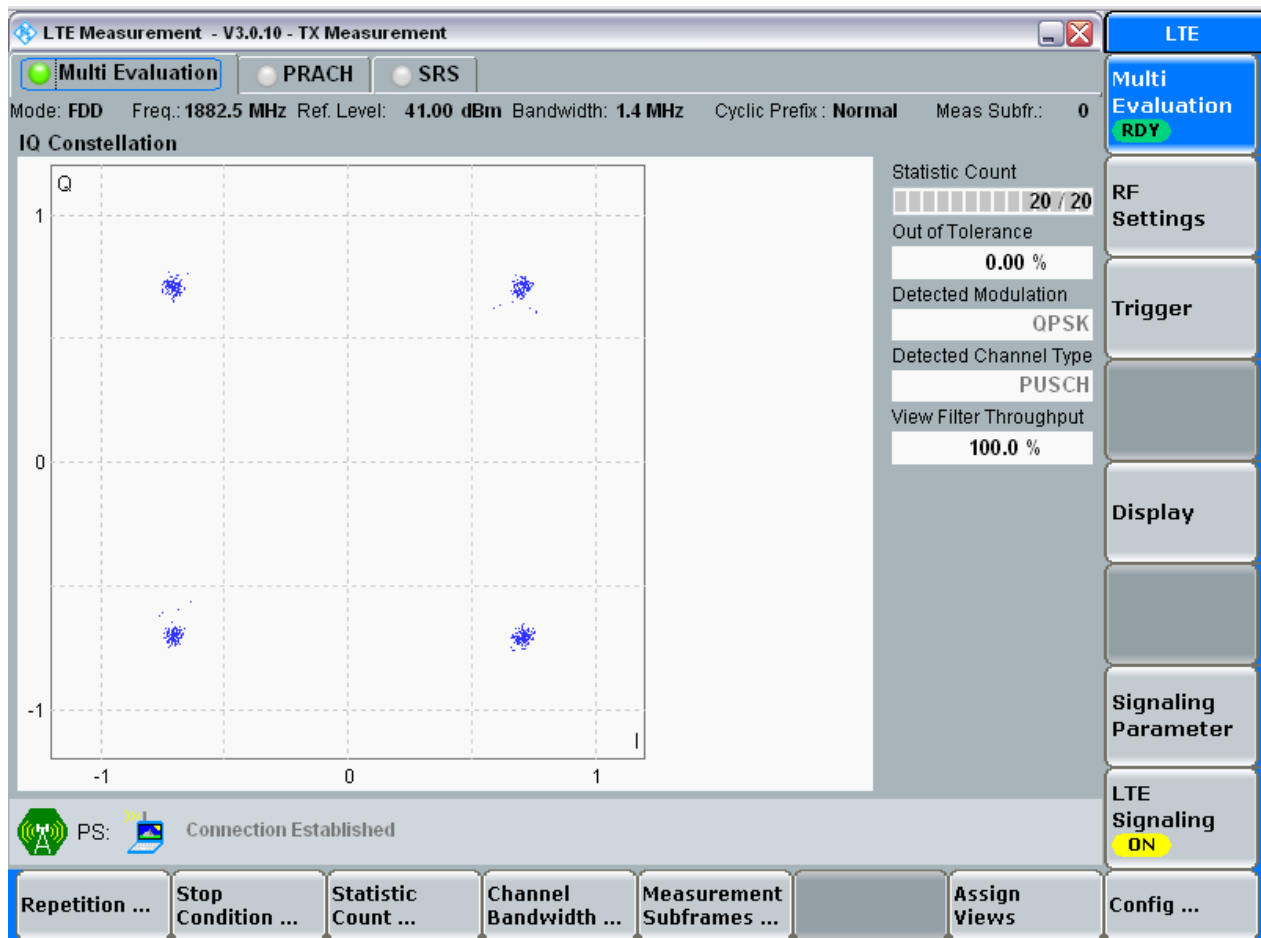 LTE Measurement - V3.0.10 - TX Measurement
LTE
Multi Evaluation PRACH SRS
Mode: FDD Freq.: 1882.5 MHz Ref. Level: 41.00 dBm Bandwidth: 1.4 MHz Cyclic Prefix : Normal Meas Subfr.: 0
IQ Constellation
Q
1
0
-1
-1 0 1
I
Statistic Count
20 / 20
Out of Tolerance
0.00 %
Detected Modulation
QPSK
Detected Channel Type
PUSCH
View Filter Throughput
100.0 %
Multi
Evaluation
RDY
RF
Settings
Trigger
Display
Signaling
Parameter
LTE
Signaling
ON
PS: Connection Established
Repetition ...
Stop
Condition ...
Statistic
Count ...
Channel
Bandwidth ...
Measurement
Subframes ...
Assign
Views
Config ...